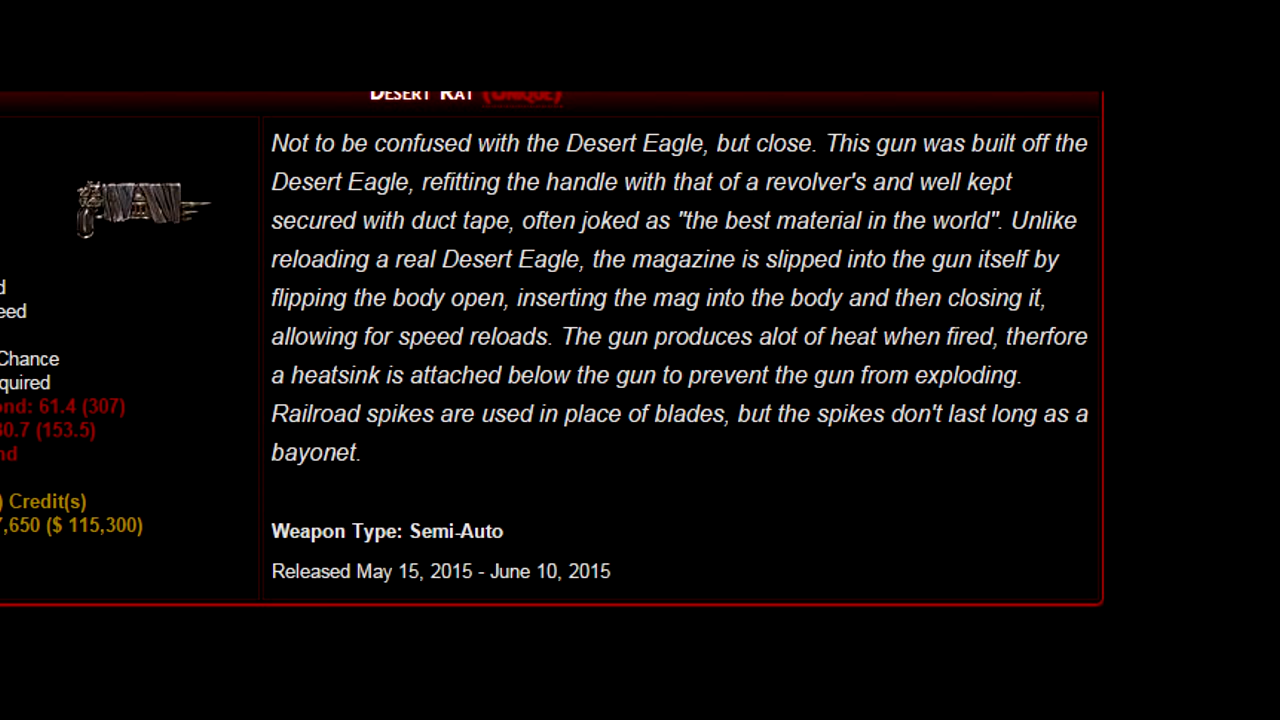 Desert Rat (Unique)
Not to be confused with the Desert Eagle, but close. This gun was built off the
Desert Eagle, refitting the handle with that of a revolver's and well kept
secured with duct tape, often joked as "the best material in the world". Unlike
reloading a real Desert Eagle, the magazine is slipped into the gun itself by
flipping the body open, inserting the mag into the body and then closing it,
allowing for speed reloads. The gun produces alot of heat when fired, therfore
a heatsink is attached below the gun to prevent the gun from exploding.
Railroad spikes are used in place of blades, but the spikes don't last long as a
bayonet.
Weapon Type: Semi-Auto
Released May 15, 2015 - June 10, 2015
d
eed
Chance
quired
ond: 61.4 (307)
30.7 (153.5)
nd
) Credit(s)
7,650 ($ 115,300)